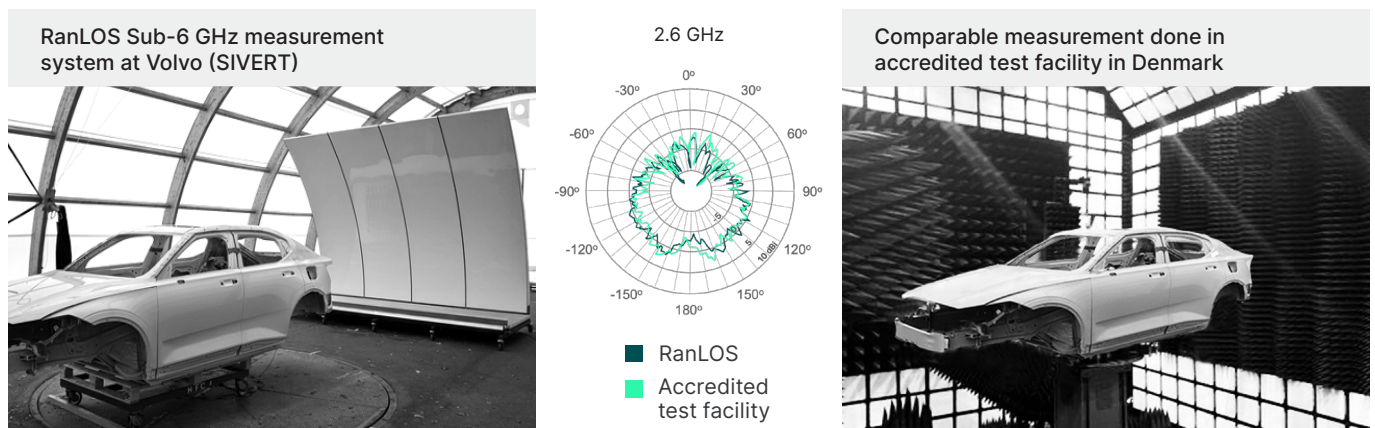 RanLOS Sub-6 GHz measurement
system at Volvo (SIVERT)
2.6 GHz
0º
-30º
30º
-60º
60º
-90º
90º
-5
5
10 dBi
-120º
120º
-150º
150º
180º
RanLOS
Accredited
test facility
Comparable measurement done in
accredited test facility in Denmark